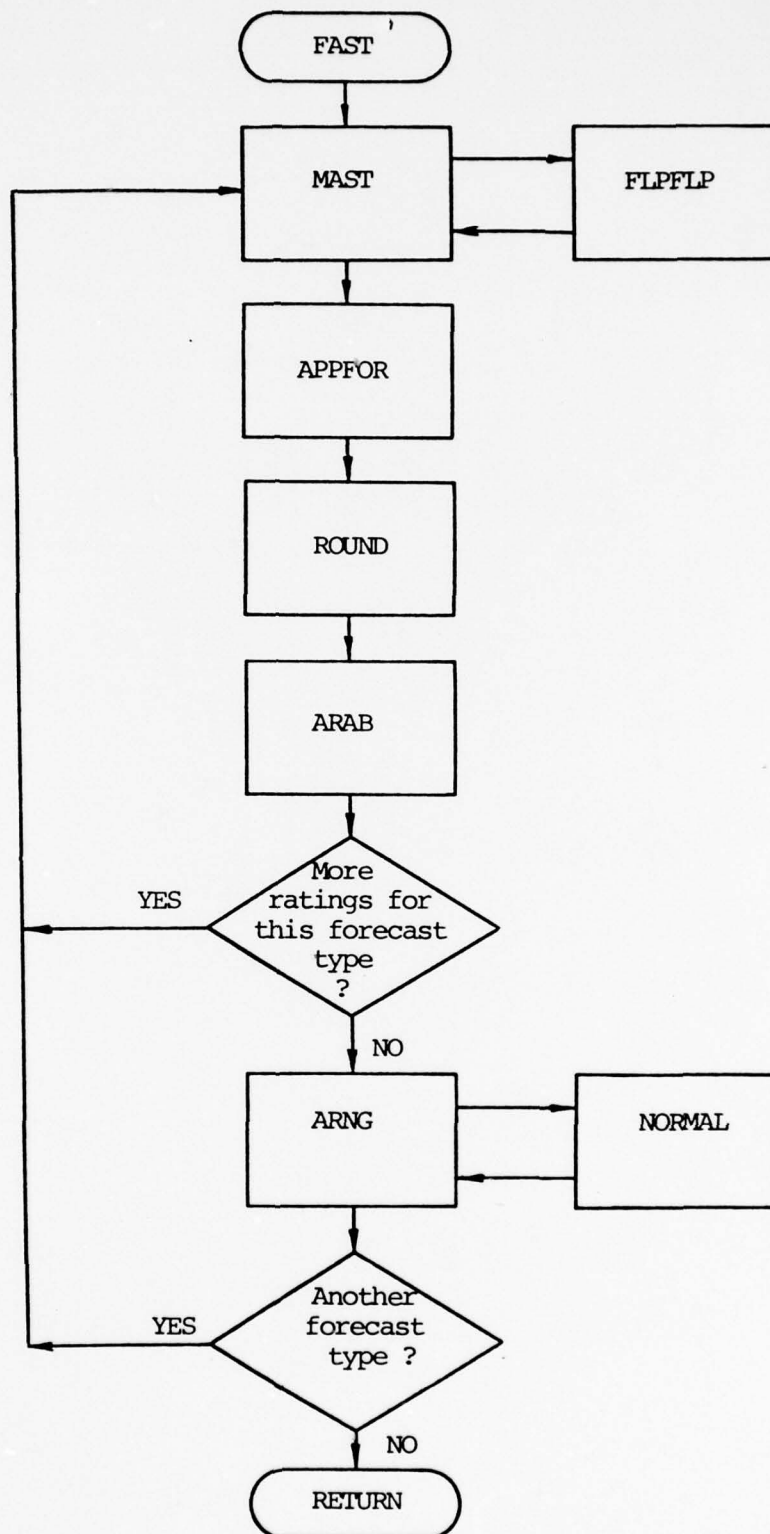 FAST
MAST
FLPFLP
APPFOR
ROUND
ARAB
More
ratings for
this forecast
type
?
YES
NO
ARNG
NORMAL
Another
forecast
type ?
YES
NO
RETURN